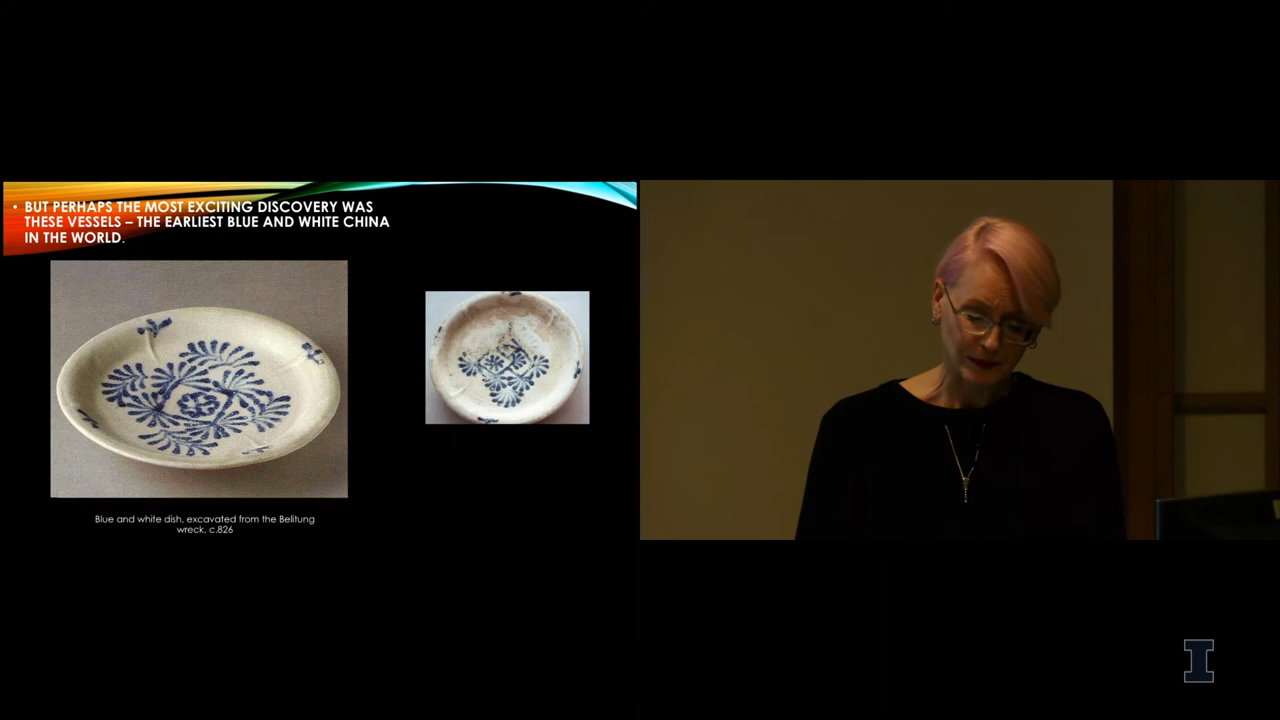 • BUT PERHAPS THE MOST EXCITING DISCOVERY WAS
THESE VESSELS – THE EARLIEST BLUE AND WHITE CHINA
IN THE WORLD.
Blue and white dish, excavated from the Belitung
wreck, c.826
I